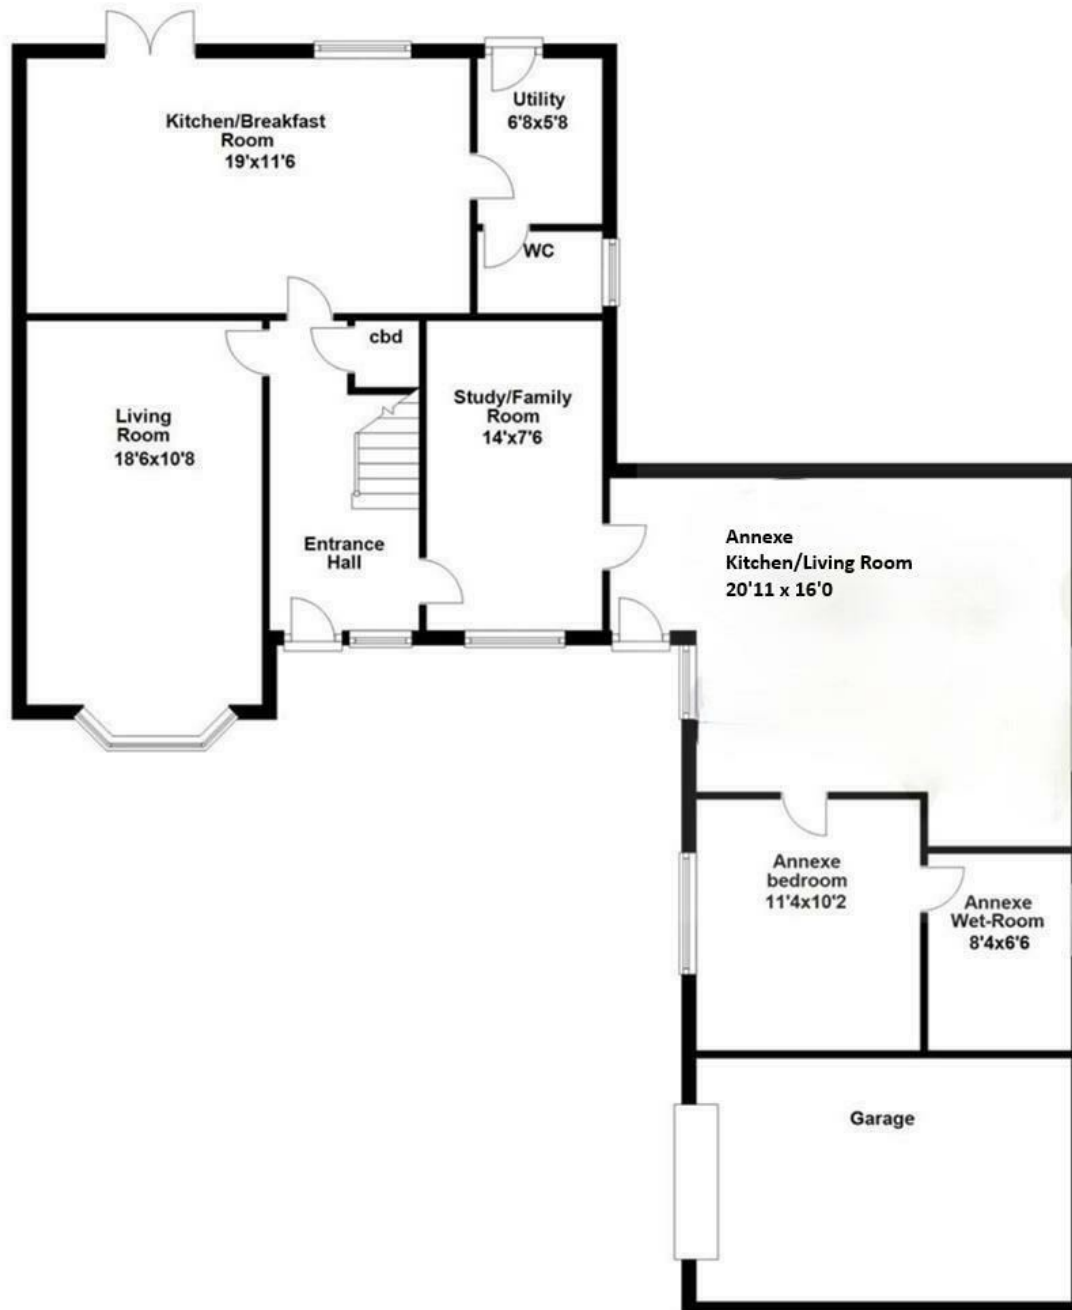 Kitchen/Breakfast
Room
19'x11'6
Utility
6'8x5'8
WC
cbd
Living
Room
18'6x10'8
Study/Family
Room
14'x7'6
Entrance
Hall
Annexe
Kitchen/Living Room
20'11 x 16'0
Annexe
bedroom
11'4x10'2
Annexe
Wet-Room
8'4x6'6
Garage